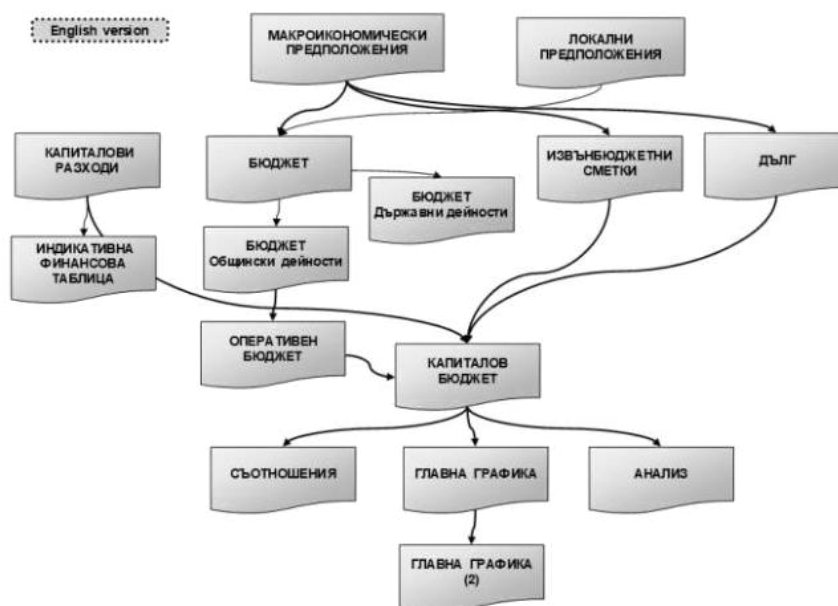 English version
МАКРОИКОНОМИЧЕСКИ
ПРЕДПОЛОЖЕНИЯ
ЛОКАЛНИ
ПРЕДПОЛОЖЕНИЯ
КАПИТАЛОВИ
РАЗХОДИ
БЮДЖЕТ
ИЗВЪНБЮДЖЕТНИ
СМЕТКИ
ДЪЛГ
БЮДЖЕТ
Държавни дейности
ИНДИКАТИВНА
ФИНАНСОВА
ТАБЛИЦА
БЮДЖЕТ
Общински дейности
ОПЕРАТИВЕН
БЮДЖЕТ
КАПИТАЛОВ
БЮДЖЕТ
СЪОТНОШЕНИЯ
ГЛАВНА ГРАФИКА
АНАЛИЗ
ГЛАВНА ГРАФИКА
(2)